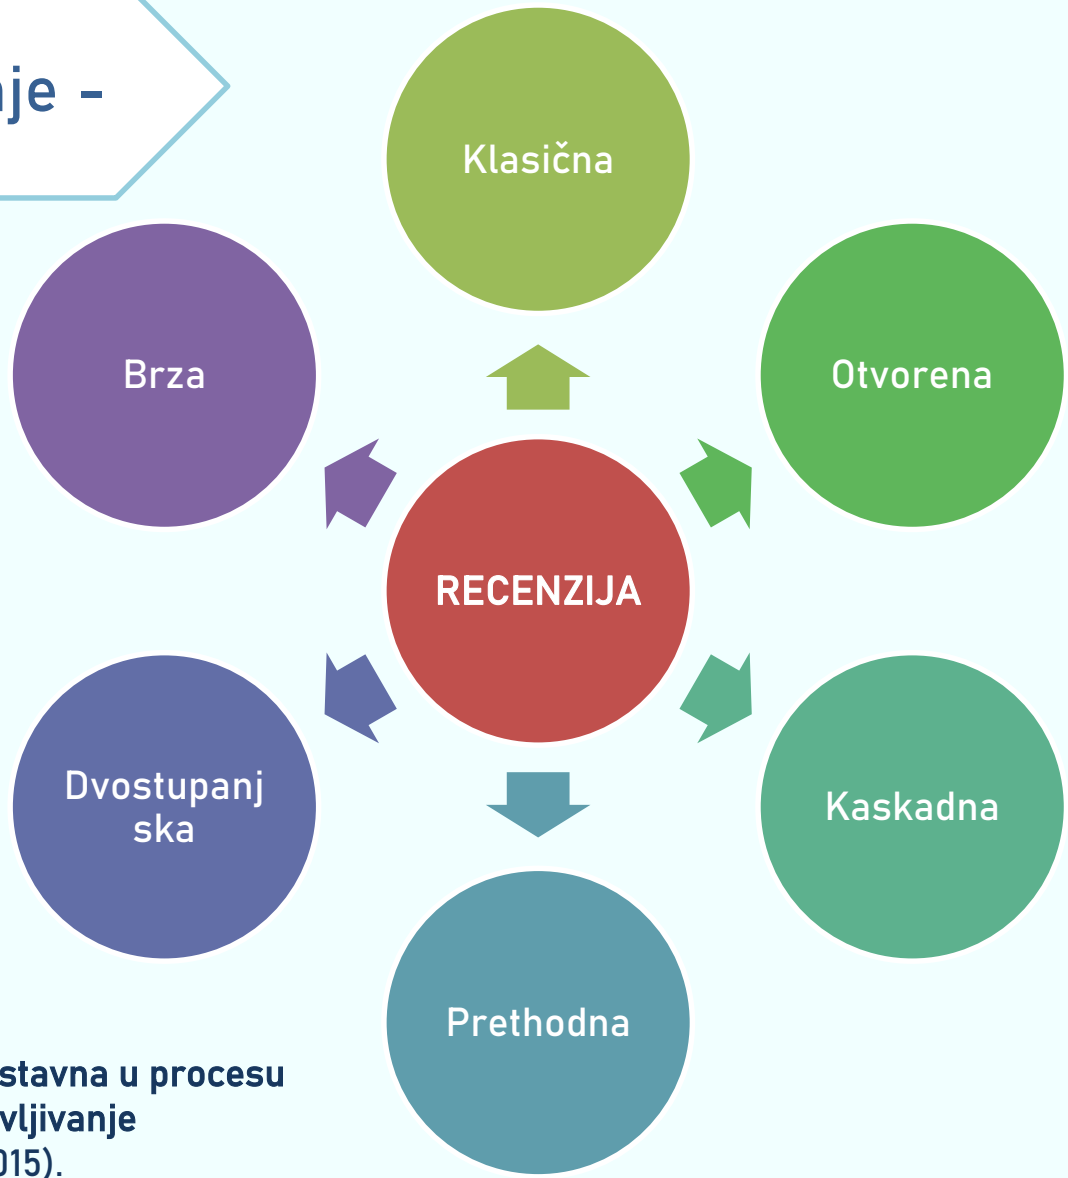 nje -
Klasična
Brza
Otvorena
RECENZIJA
Dvostupanj
ska
Kaskadna
Prethodna
stavna u procesu
vljivanje
015).